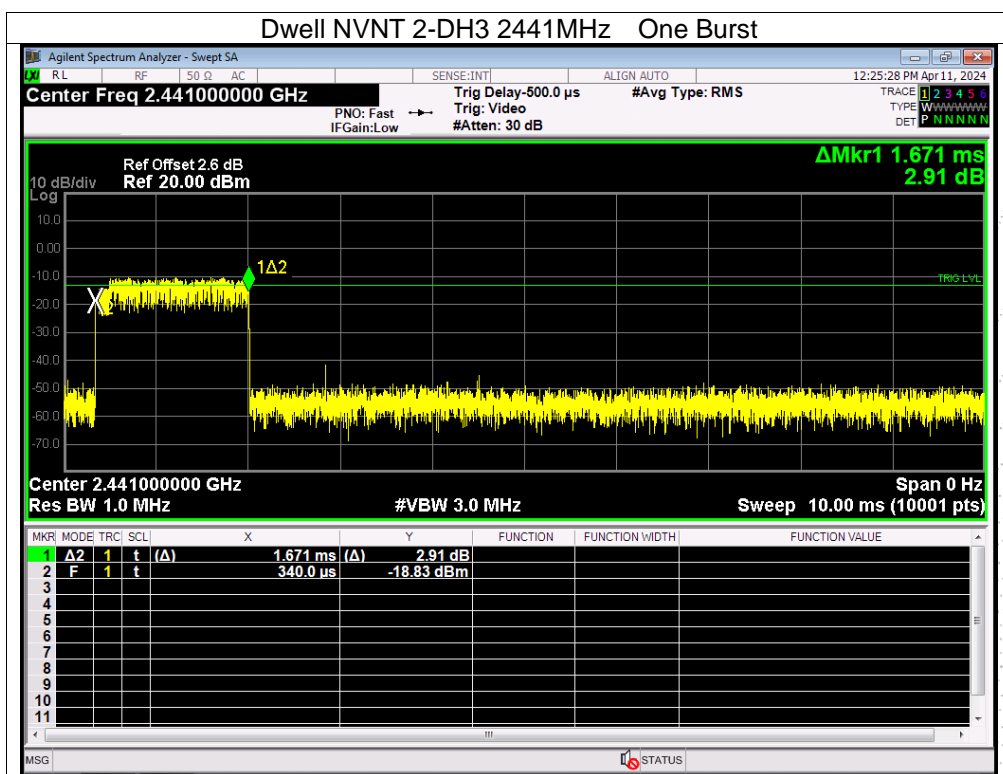 Dwell NVNT 2-DH3 2441MHz One Burst
Agilent Spectrum Analyzer - Swept SA
LXI RL RF 50 Ω AC SENSE:INT ALIGN AUTO 12:25:28 PM Apr 11, 2024
Center Freq 2.441000000 GHz Trig Delay-500.0 µs #Avg Type: RMS TRACE 1 2 3 4 5 6
PNO: Fast Trig: Video TYPE WWWWWW
IFGain:Low #Atten: 30 dB DET P N N N N N
ΔMkr1 1.671 ms
Ref Offset 2.6 dB
10 dB/div Ref 20.00 dBm 2.91 dB
Log
10.0
0.00
1Δ2
-10.0
TRIG LVL
-20.0
-30.0
-40.0
-50.0
-60.0
-70.0
Center 2.441000000 GHz Span 0 Hz
Res BW 1.0 MHz #VBW 3.0 MHz Sweep 10.00 ms (10001 pts)
MKR MODE TRC SCL X Y FUNCTION FUNCTION WIDTH FUNCTION VALUE
1 Δ2 1 t (Δ) 1.671 ms (Δ) 2.91 dB
2 F 1 t 340.0 µs -18.83 dBm
3
4
5
6
7
8
9
10
11
MSG STATUS